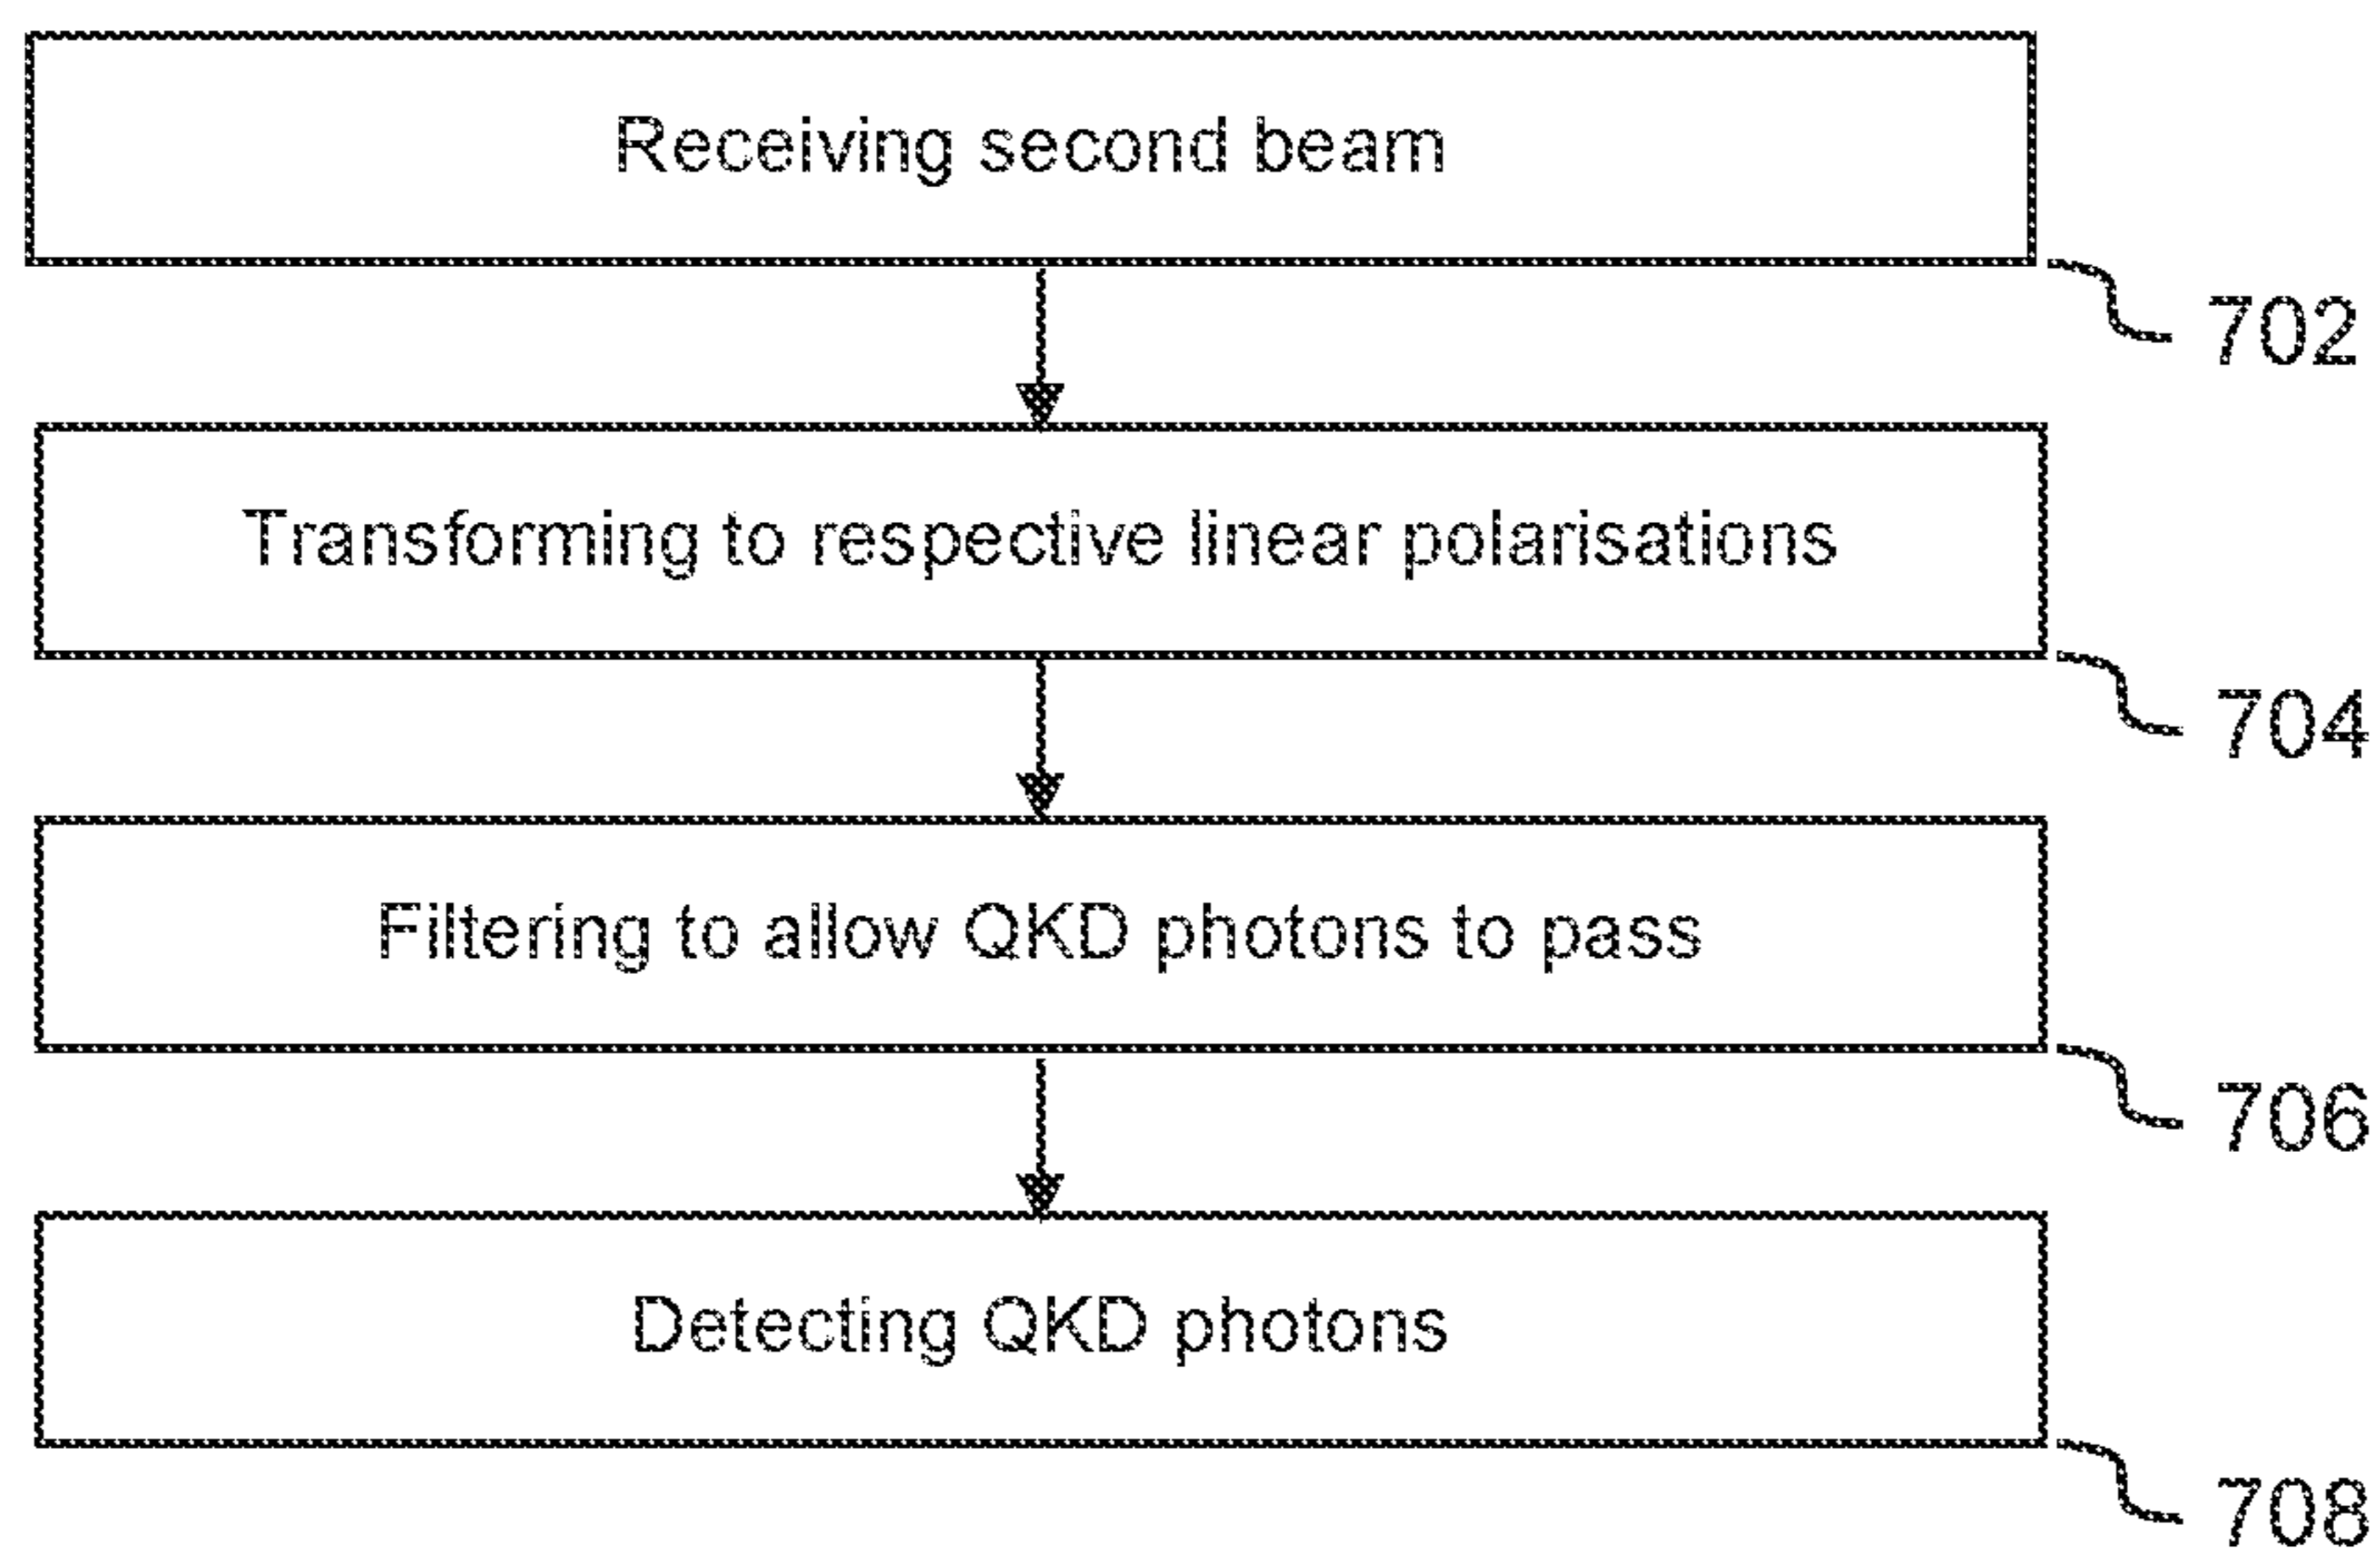 Receiving second beam
702
Transforming to respective linear polarisations
704
Filtering to allow QKD photons to pass
706
Detecting QKD photons
708